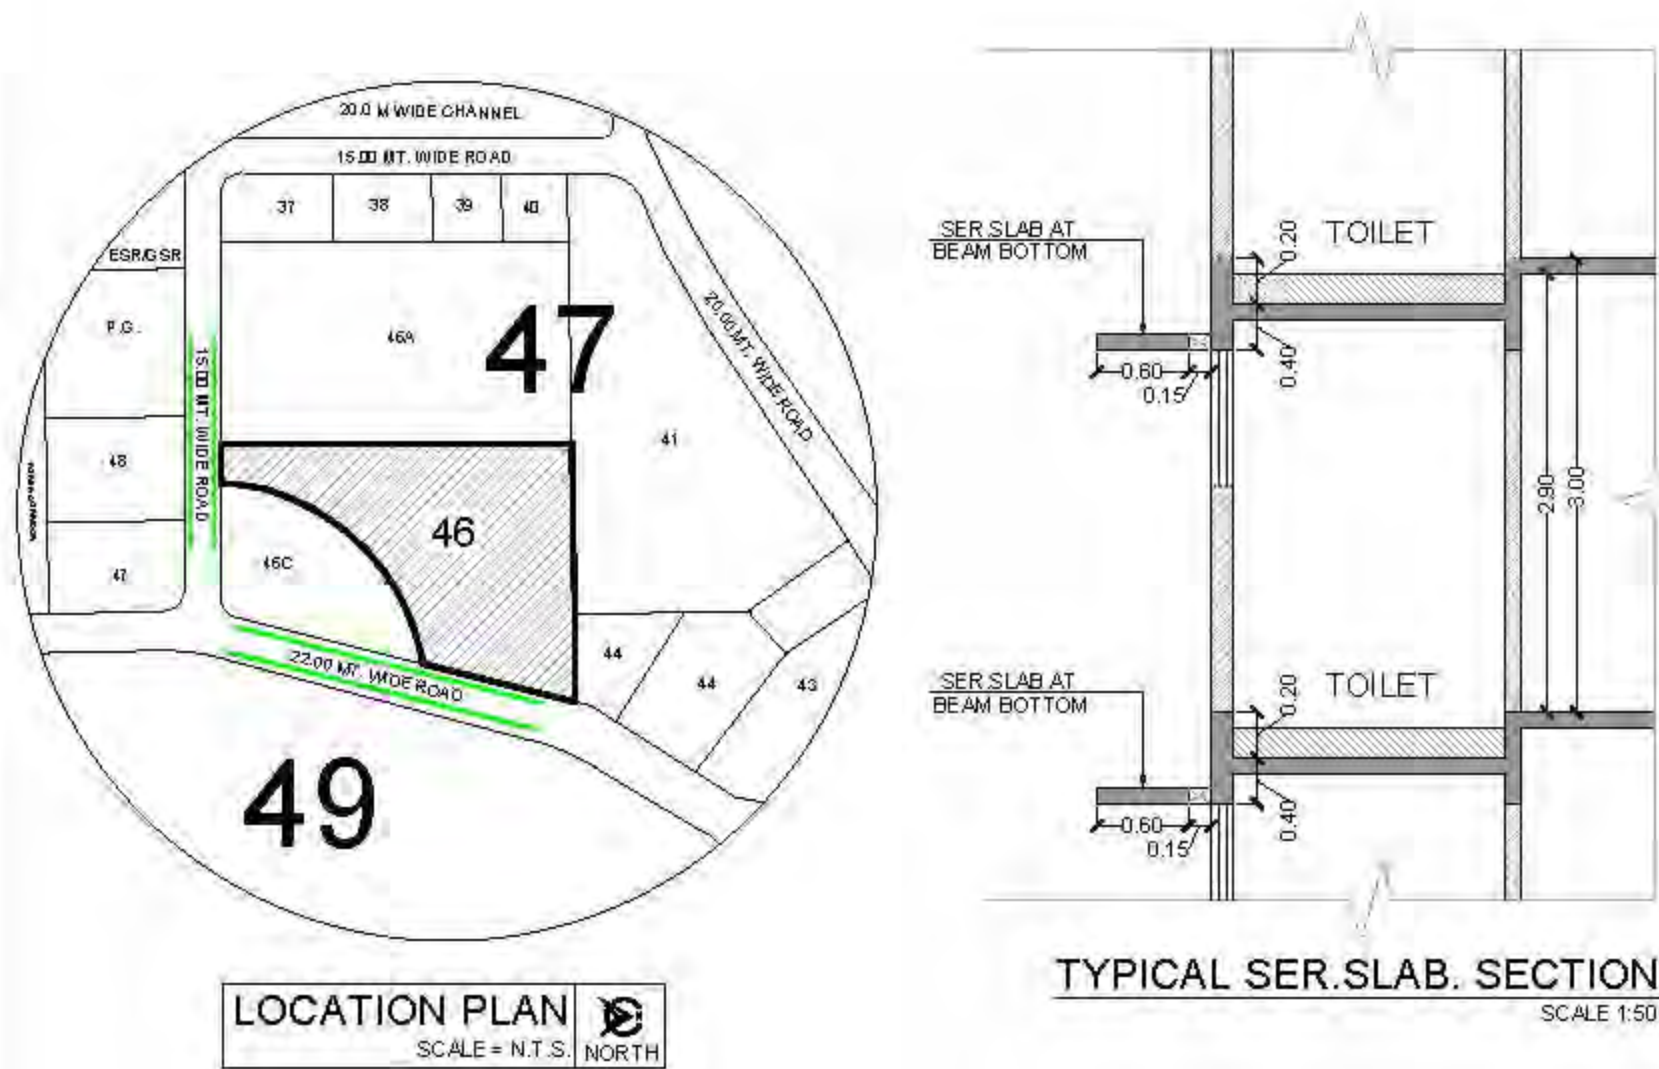 20.0 M WIDE CHANNEL
15.00 MT. WIDE ROAD
37
38
39
40
ESR/GSR
P.G.
46A
47
20.00 MT. WIDE ROAD
15.00 MT. WIDE ROAD
41
48
46
46C
47
44
44
43
22.00 MT. WIDE ROAD
49
LOCATION PLAN
SCALE = N.T.S.
NORTH
SER.SLAB AT
BEAM BOTTOM
TOILET
0.20
0.40
0.60
0.15
2.90
3.00
SER.SLAB AT
BEAM BOTTOM
TOILET
0.20
0.40
0.60
0.15
TYPICAL SER.SLAB. SECTION
SCALE 1:50